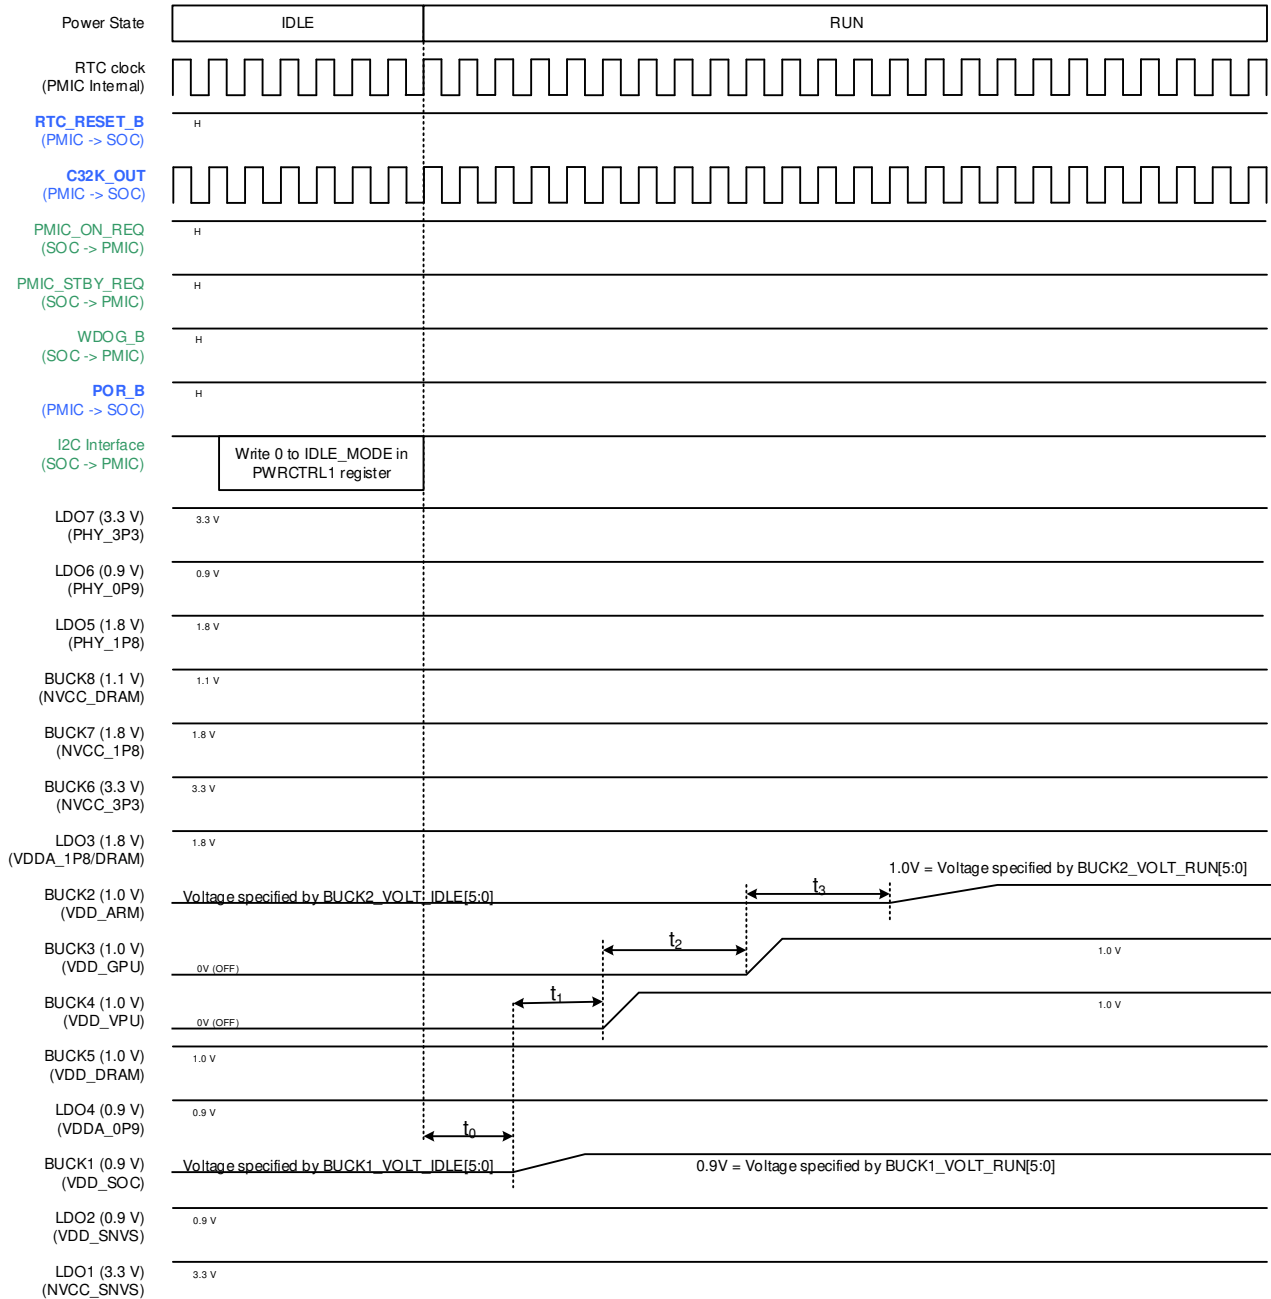 Power State IDLE RUN
RTC clock
(PMIC Internal)
RTC_RESET_B
(PMIC -> SOC)
H
C32K_OUT
(PMIC -> SOC)
PMIC_ON_REQ
(SOC -> PMIC)
H
PMIC_STBY_REQ
(SOC -> PMIC)
H
WDOG_B
(SOC -> PMIC)
H
POR_B
(PMIC -> SOC)
H
I2C Interface
(SOC -> PMIC)
Write 0 to IDLE_MODE in
PWRCTRL1 register
LDO7 (3.3 V)
(PHY_3P3)
3.3 V
LDO6 (0.9 V)
(PHY_0P9)
0.9 V
LDO5 (1.8 V)
(PHY_1P8)
1.8 V
BUCK8 (1.1 V)
(NVCC_DRAM)
1.1 V
BUCK7 (1.8 V)
(NVCC_1P8)
1.8 V
BUCK6 (3.3 V)
(NVCC_3P3)
3.3 V
LDO3 (1.8 V)
(VDDA_1P8/DRAM)
1.8 V
1.0V = Voltage specified by BUCK2_VOLT_RUN[5:0]
BUCK2 (1.0 V)
(VDD_ARM)
Voltage specified by BUCK2_VOLT_IDLE[5:0]
t3
BUCK3 (1.0 V)
(VDD_GPU)
0V (OFF)
t2
1.0 V
BUCK4 (1.0 V)
(VDD_VPU)
0V (OFF)
t1
1.0 V
BUCK5 (1.0 V)
(VDD_DRAM)
1.0 V
LDO4 (0.9 V)
(VDDA_0P9)
0.9 V
t0
BUCK1 (0.9 V)
(VDD_SOC)
Voltage specified by BUCK1_VOLT_IDLE[5:0]
0.9V = Voltage specified by BUCK1_VOLT_RUN[5:0]
LDO2 (0.9 V)
(VDD_SNVS)
0.9 V
LDO1 (3.3 V)
(NVCC_SNVS)
3.3 V